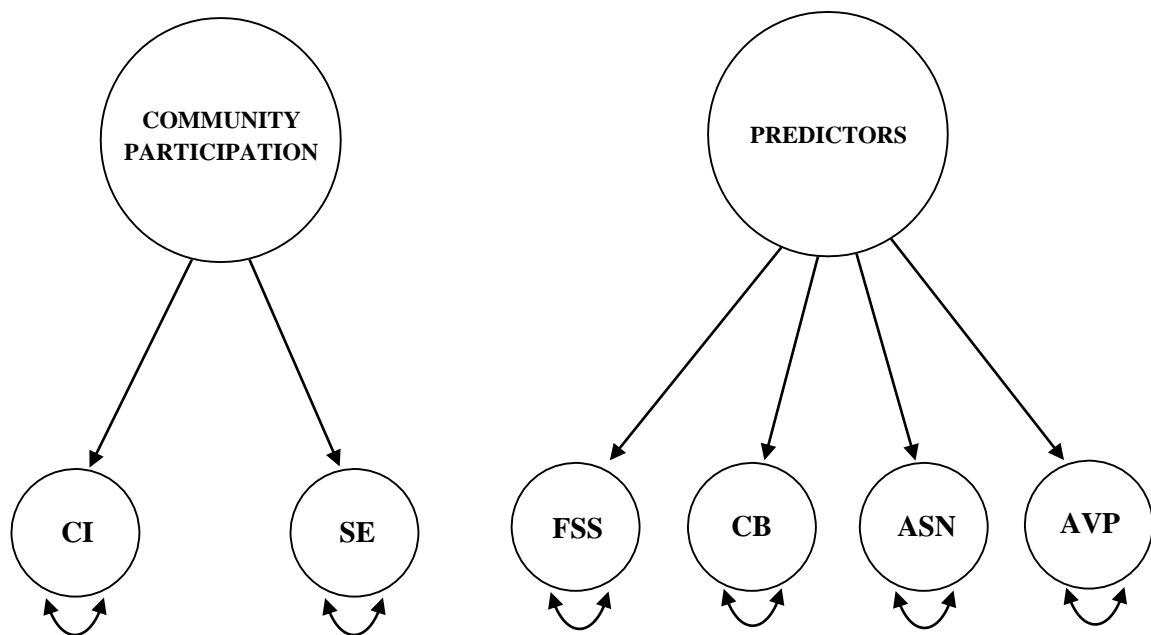 COMMUNITY
PARTICIPATION
PREDICTORS
CI
SE
FSS
CB
ASN
AVP